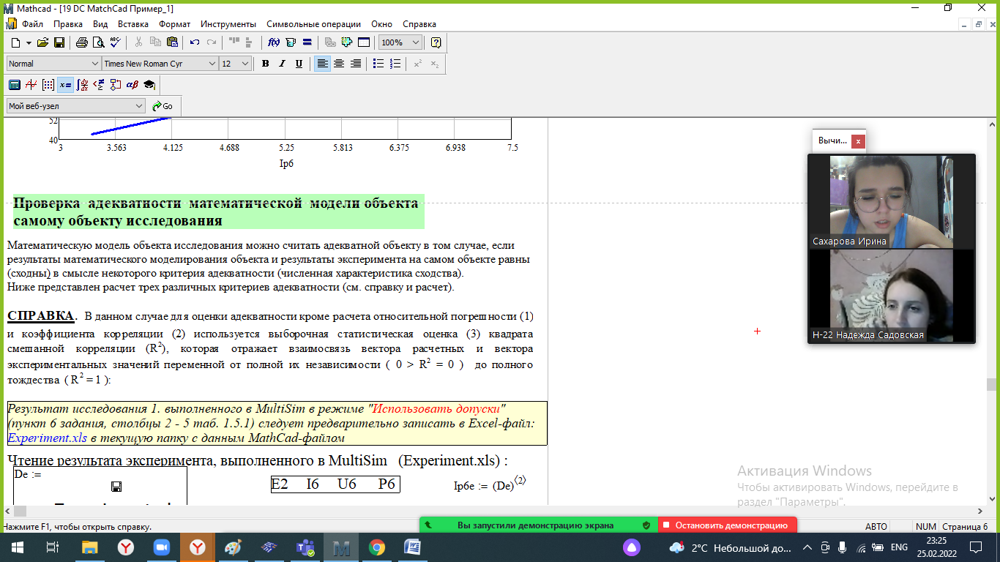 Mathcad - [19 DC MatchCad Пример_1]
Файл Правка Вид Вставка Формат Инструменты Символьные операции Окно Справка
100%
Normal Times New Roman Cyr 12 B I U
Мой веб-узел Go
52
40
3 3.563 4.125 4.688 5.25 5.813 6.375 6.938 7.5
Ip6
Вычи... x
Сахарова Ирина
Н-22 Надежда Садовская
Проверка адекватности математической модели объекта
самому объекту исследования
Математическую модель объекта исследования можно считать адекватной объекту в том случае, если
результаты математического моделирования объекта и результаты эксперимента на самом объекте равны
(сходны) в смысле некоторого критерия адекватности (численная характеристика сходства).
Ниже представлен расчет трех различных критериев адекватности (см. справку и расчет).
СПРАВКА. В данном случае для оценки адекватности кроме расчета относительной погрешности (1)
и коэффициента корреляции (2) используется выборочная статистическая оценка (3) квадрата
смешанной корреляции (R²), которая отражает взаимосвязь вектора расчетных и вектора
экспериментальных значений переменной от полной их независимости ( 0 > R² = 0 ) до полного
тождества ( R² = 1 ):
Результат исследования 1. выполненного в MultiSim в режиме "Использовать допуски"
(пункт 6 задания, столбцы 2 - 5 таб. 1.5.1) следует предварительно записать в Excel-файл:
Experiment.xls в текущую папку с данным MathCad-файлом
Чтение результата эксперимента, выполненного в MultiSim (Experiment.xls) :
De :=
E2 I6 U6 P6
Ip6e := (De)⟨2⟩
Активация Windows
Чтобы активировать Windows, перейдите в
раздел "Параметры".
Нажмите F1, чтобы открыть справку.
Вы запустили демонстрацию экрана
Остановить демонстрацию
АВТО NUM Страница 6
2°C Небольшой до... ENG
23:25
25.02.2022